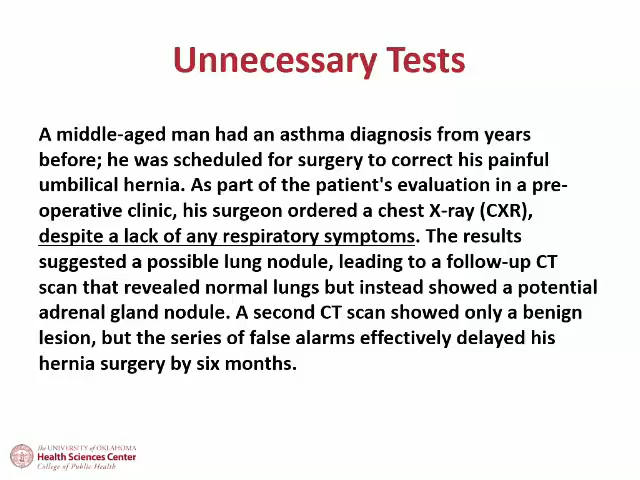 Unnecessary Tests
A middle-aged man had an asthma diagnosis from years
before; he was scheduled for surgery to correct his painful
umbilical hernia. As part of the patient's evaluation in a pre-
operative clinic, his surgeon ordered a chest X-ray (CXR),
despite a lack of any respiratory symptoms. The results
suggested a possible lung nodule, leading to a follow-up CT
scan that revealed normal lungs but instead showed a potential
adrenal gland nodule. A second CT scan showed only a benign
lesion, but the series of false alarms effectively delayed his
hernia surgery by six months.
the UNIVERSITY of OKLAHOMA
Health Sciences Center
College of Public Health